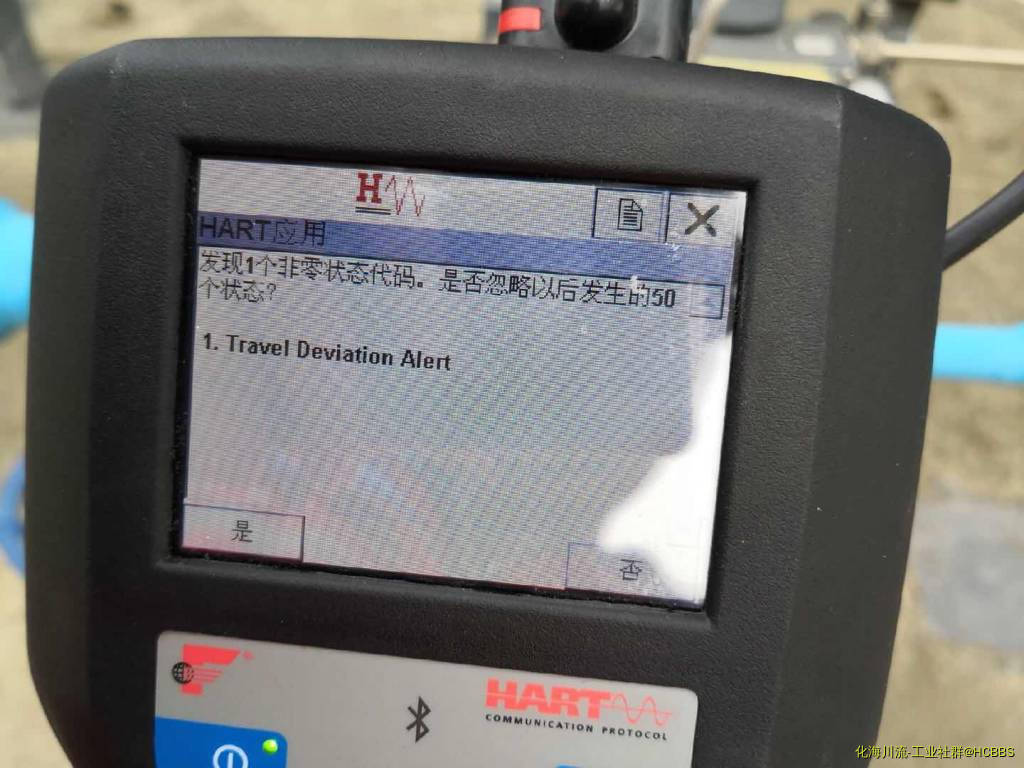 H
HART应用
发现1个非零状态代码。是否忽略以后发生的50
个状态?
1. Travel Deviation Alert
是
否
HART
COMMUNICATION PROTOCOL
化海川流-工业社群@HCBBS